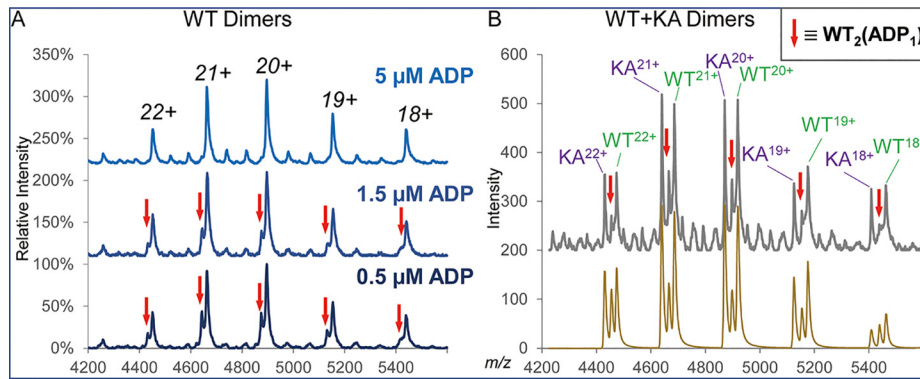 A
WT Dimers
350%
300%
250%
200%
150%
100%
50%
0%
Relative Intensity
22+
21+
20+
19+
18+
5 µM ADP
1.5 µM ADP
0.5 µM ADP
4200
4400
4600
4800
5000
5200
5400
m/z
B
WT+KA Dimers
≡ WT₂(ADP₁)
600
500
400
300
200
100
0
Intensity
KA²²⁺
WT²²⁺
KA²¹⁺
WT²¹⁺
KA²⁰⁺
WT²⁰⁺
KA¹⁹⁺
WT¹⁹⁺
KA¹⁸⁺
WT¹⁸
4200
4400
4600
4800
5000
5200
5400